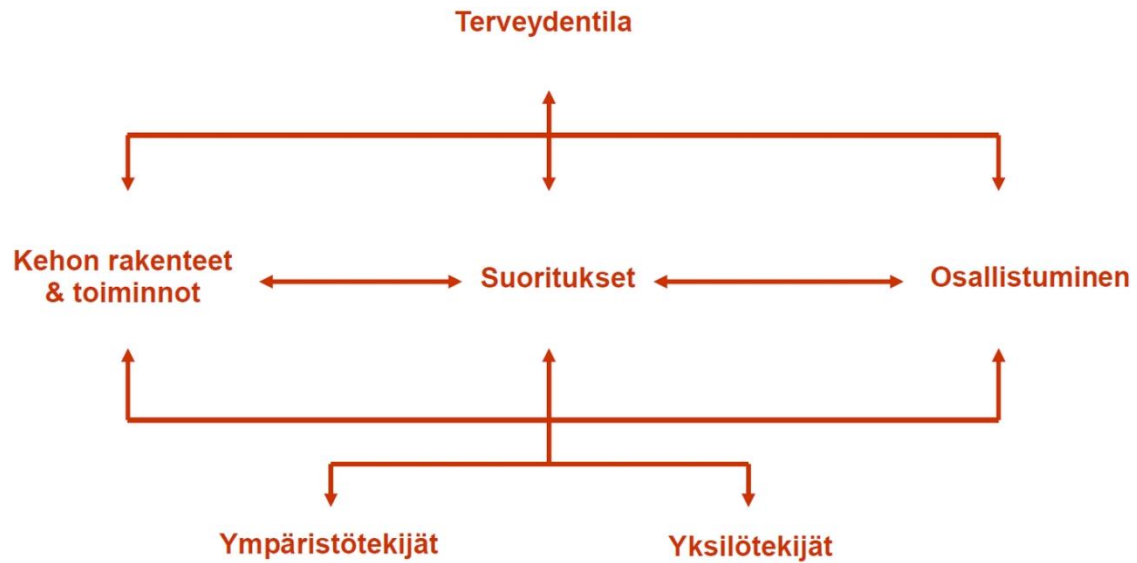 Terveydentila
Kehon rakenteet
& toiminnot
Suoritukset
Osallistuminen
Ympäristötekijät
Yksilötekijät